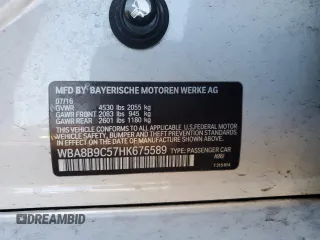 MFD BY BAYERISCHE MOTOREN WERKE AG
07/16
GVWR 4530 lbs 2055 kg
GAWR FRONT 2083 lbs 945 kg
GAWR REAR 2601 lbs 1180 kg
THIS VEHICLE CONFORMS TO ALL APPLICABLE U.S.FEDERAL MOTOR
VEHICLE SAFETY, BUMPER, AND THEFT PREVENTION STANDARDS IN
EFFECT ON THE DATE OF MANUFACTURE SHOWN ABOVE.
WBA8B9C57HK675589 TYPE: PASSENGER CAR
DREAMBID